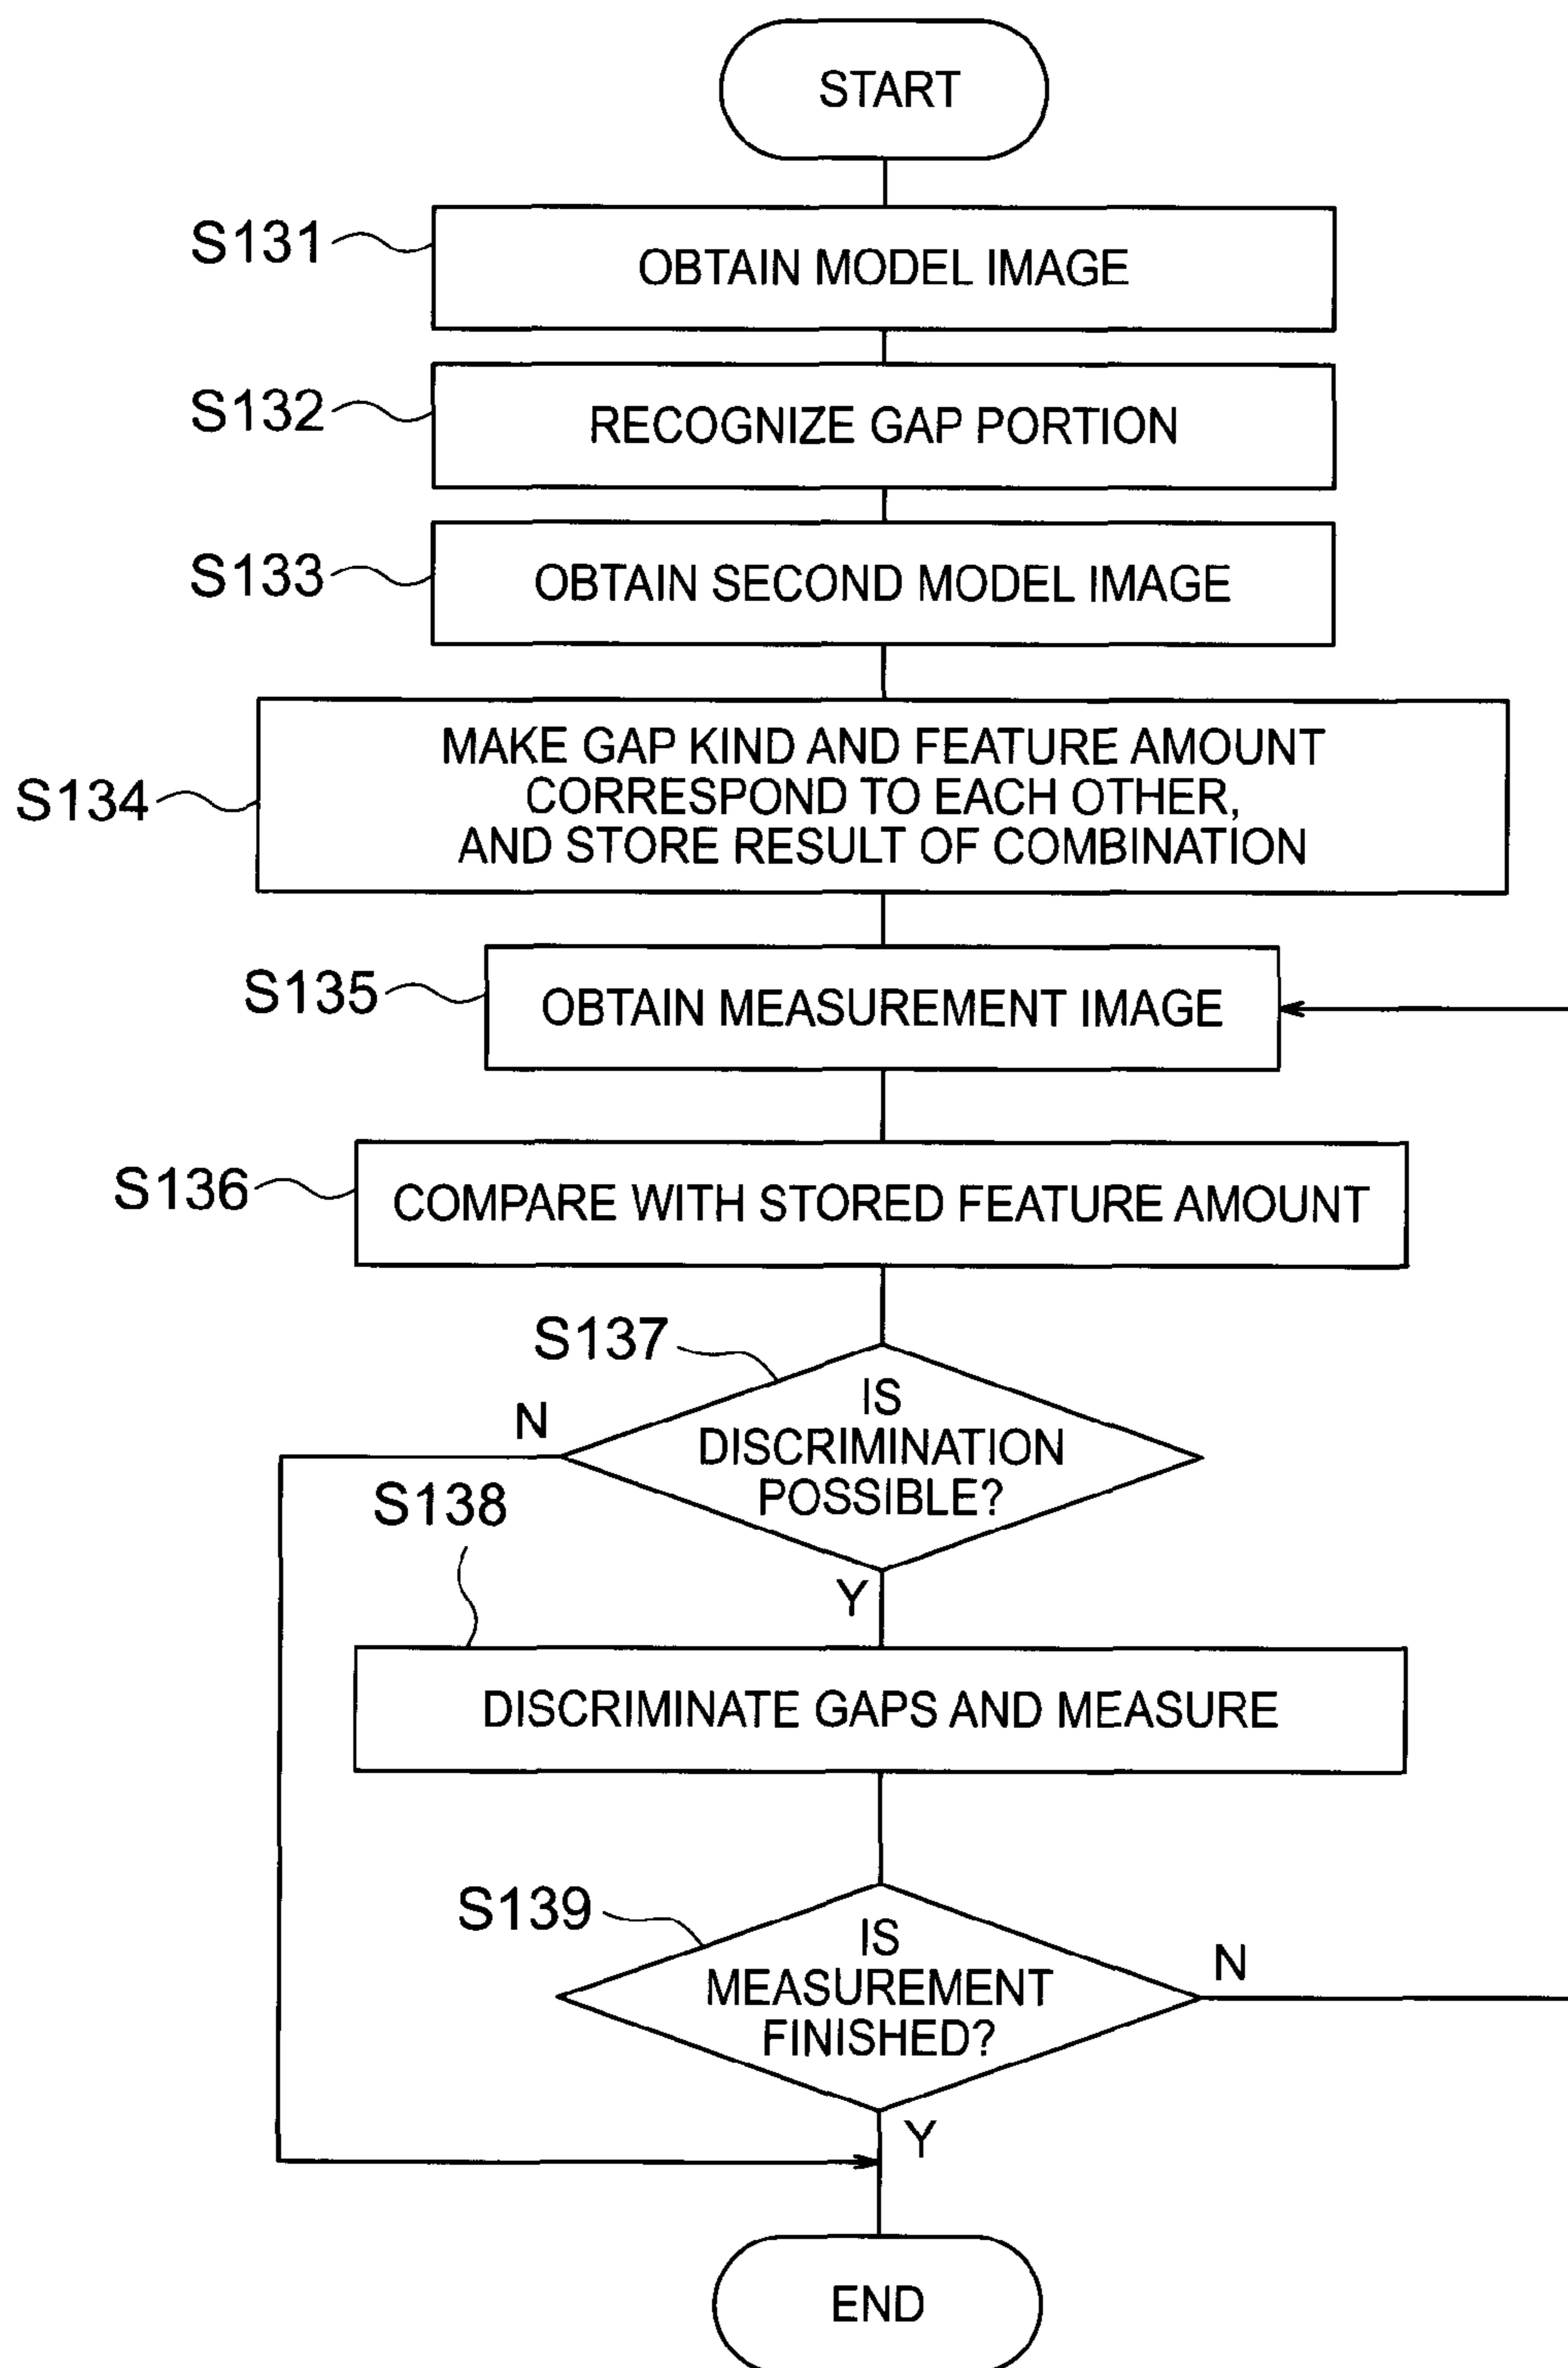 START
S131
OBTAIN MODEL IMAGE
S132
RECOGNIZE GAP PORTION
S133
OBTAIN SECOND MODEL IMAGE
S134
MAKE GAP KIND AND FEATURE AMOUNT
CORRESPOND TO EACH OTHER,
AND STORE RESULT OF COMBINATION
S135
OBTAIN MEASUREMENT IMAGE
S136
COMPARE WITH STORED FEATURE AMOUNT
S137
N
IS
DISCRIMINATION
POSSIBLE?
Y
S138
DISCRIMINATE GAPS AND MEASURE
S139
IS
MEASUREMENT
FINISHED?
N
Y
END